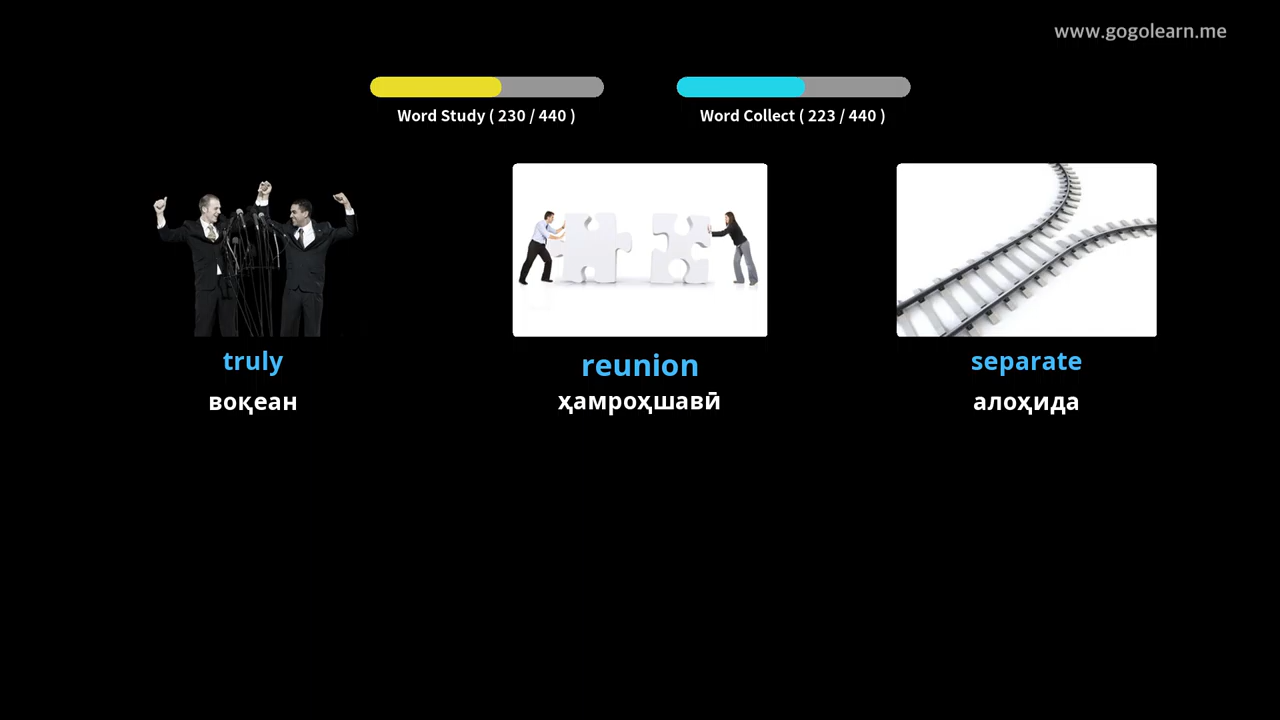 www.gogolearn.me
Word Study ( 230 / 440 )
Word Collect ( 223 / 440 )
truly
воқеан
reunion
ҳамроҳшавӣ
separate
алоҳида